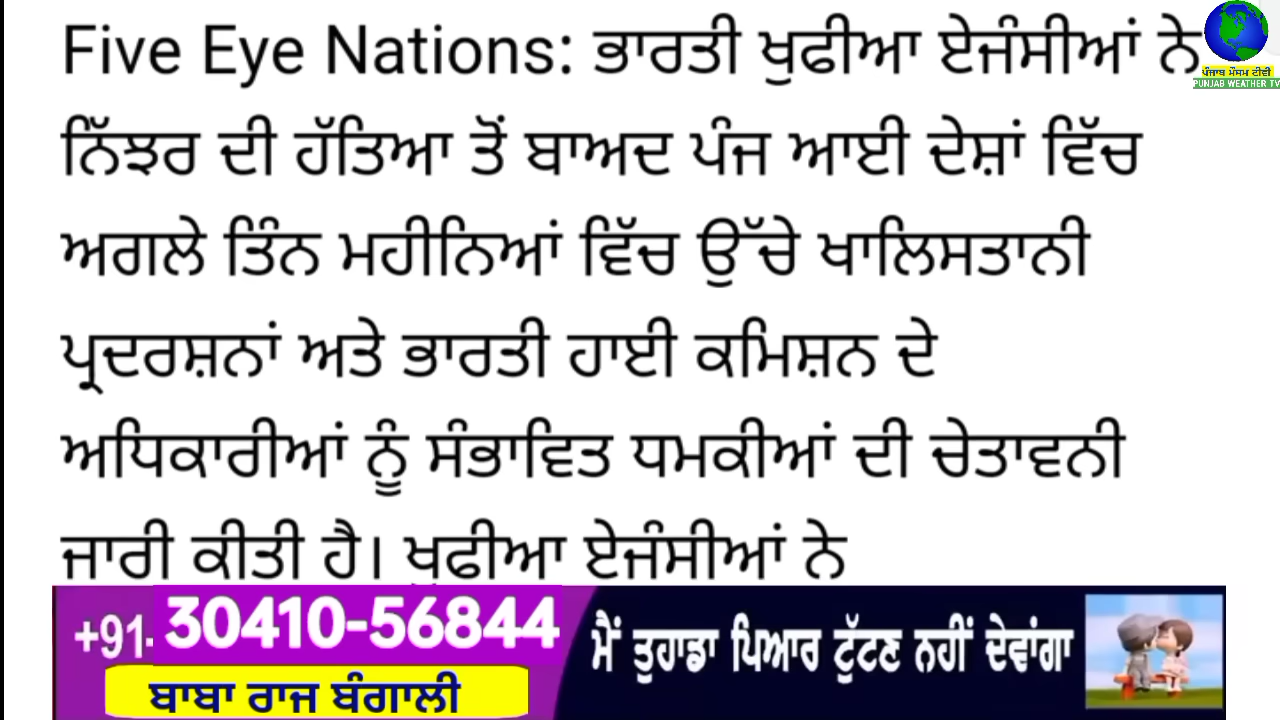 Five Eye Nations: ਭਾਰਤੀ ਖੁਫੀਆ ਏਜੰਸੀਆਂ ਨੇ
ਪੰਜਾਬ ਮੌਸਮ ਟੀਵੀ
PUNJAB WEATHER TV
ਨਿੱਝਰ ਦੀ ਹੱਤਿਆ ਤੋਂ ਬਾਅਦ ਪੰਜ ਆਈ ਦੇਸ਼ਾਂ ਵਿੱਚ
ਅਗਲੇ ਤਿੰਨ ਮਹੀਨਿਆਂ ਵਿੱਚ ਉੱਚੇ ਖਾਲਿਸਤਾਨੀ
ਪ੍ਰਦਰਸ਼ਨਾਂ ਅਤੇ ਭਾਰਤੀ ਹਾਈ ਕਮਿਸ਼ਨ ਦੇ
ਅਧਿਕਾਰੀਆਂ ਨੂੰ ਸੰਭਾਵਿਤ ਧਮਕੀਆਂ ਦੀ ਚੇਤਾਵਨੀ
ਜਾਰੀ ਕੀਤੀ ਹੈ। ਖੁਫੀਆ ਏਜੰਸੀਆਂ ਨੇ
+91- 30410-56844
ਬਾਬਾ ਰਾਜ ਬੰਗਾਲੀ
ਮੈਂ ਤੁਹਾਡਾ ਪਿਆਰ ਟੁੱਟਣ ਨਹੀਂ ਦੇਵਾਂਗਾ